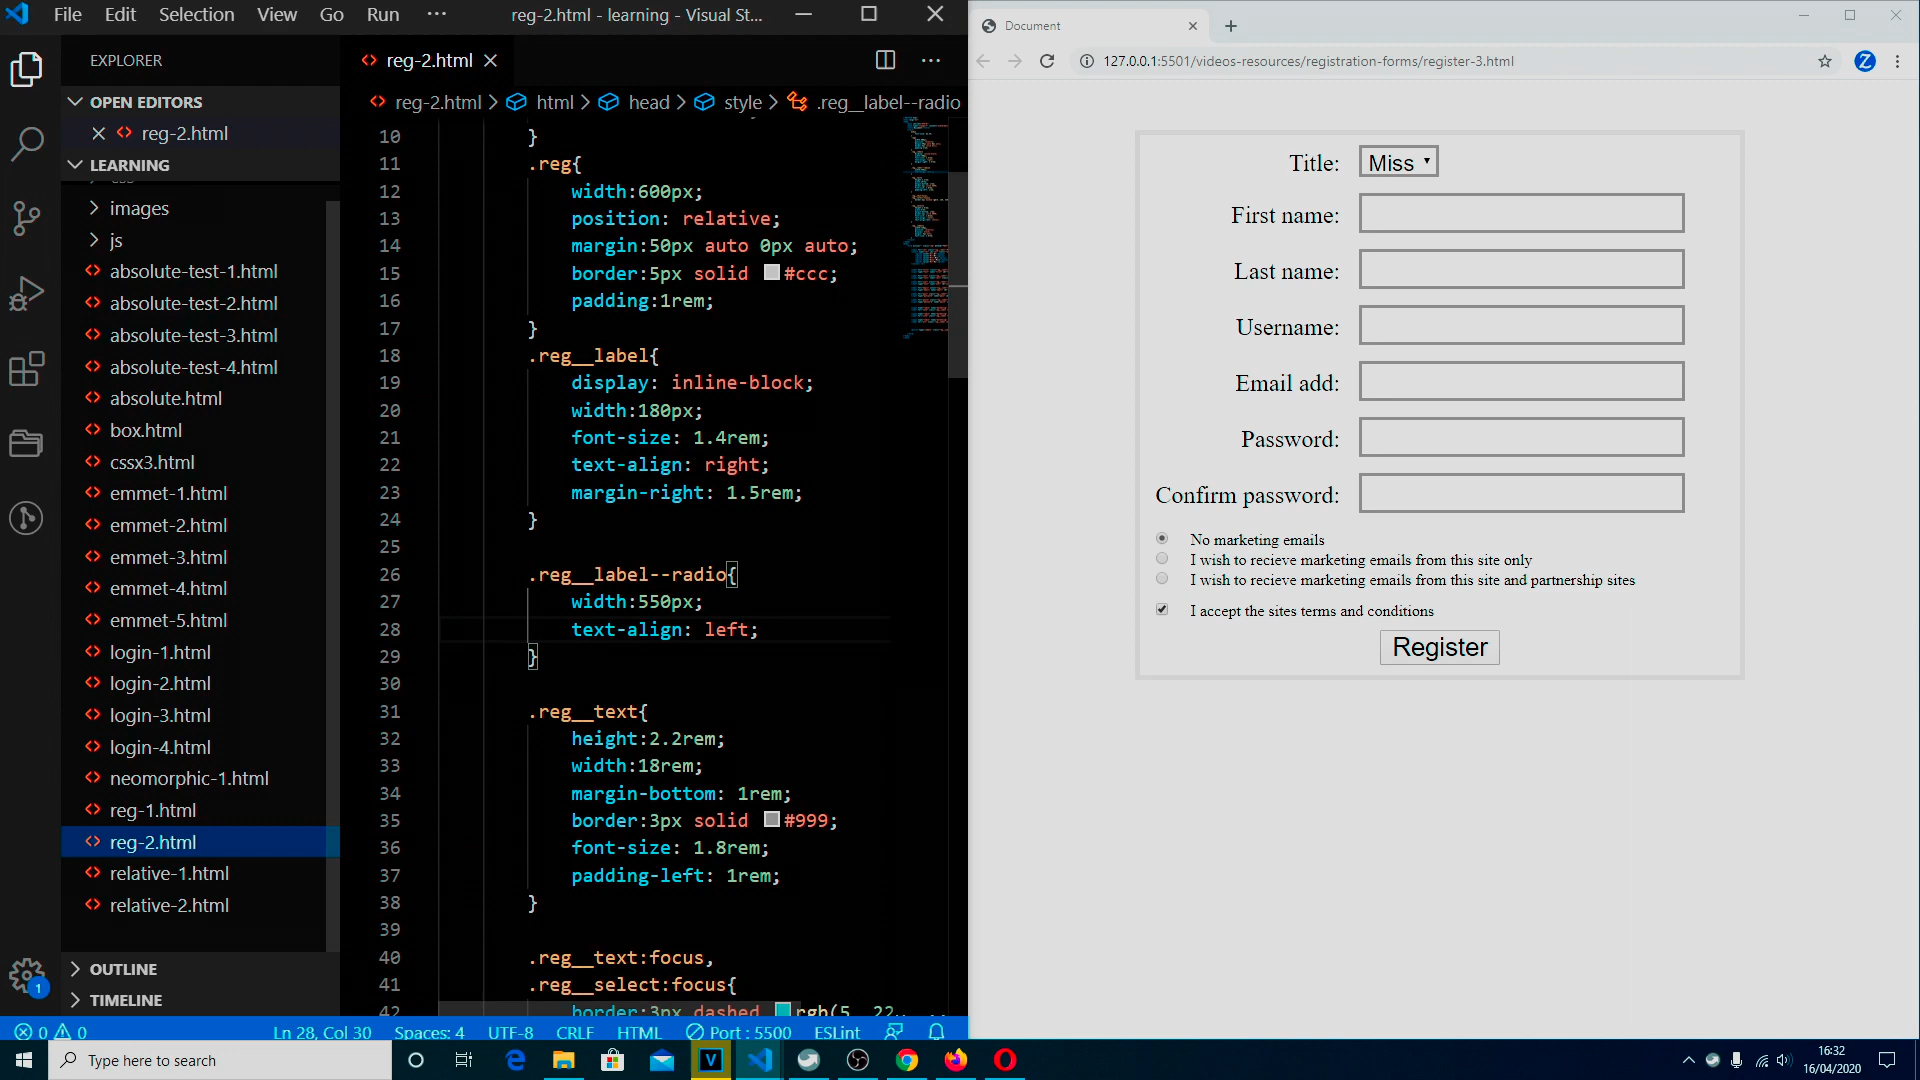 File Edit Selection View Go Run ··· reg-2.html - learning - Visual St...
EXPLORER
OPEN EDITORS
reg-2.html
LEARNING
images
js
absolute-test-1.html
absolute-test-2.html
absolute-test-3.html
absolute-test-4.html
absolute.html
box.html
cssx3.html
emmet-1.html
emmet-2.html
emmet-3.html
emmet-4.html
emmet-5.html
login-1.html
login-2.html
login-3.html
login-4.html
neomorphic-1.html
reg-1.html
reg-2.html
relative-1.html
relative-2.html
OUTLINE
TIMELINE
1
reg-2.html
reg-2.html > html > head > style > .reg__label--radio
10 }
11 .reg{
12 width:600px;
13 position: relative;
14 margin:50px auto 0px auto;
15 border:5px solid #ccc;
16 padding:1rem;
17 }
18 .reg__label{
19 display: inline-block;
20 width:180px;
21 font-size: 1.4rem;
22 text-align: right;
23 margin-right: 1.5rem;
24 }
25
26 .reg__label--radio{
27 width:550px;
28 text-align: left;
29 }
30
31 .reg__text{
32 height:2.2rem;
33 width:18rem;
34 margin-bottom: 1rem;
35 border:3px solid #999;
36 font-size: 1.8rem;
37 padding-left: 1rem;
38 }
39
40 .reg__text:focus,
41 .reg__select:focus{
42 border:3px dashed rgb(5, 22
0 0 Ln 28, Col 30 Spaces: 4 UTF-8 CRLF HTML Port : 5500 ESLint
Document
127.0.0.1:5501/videos-resources/registration-forms/register-3.html
Title: Miss
First name:
Last name:
Username:
Email add:
Password:
Confirm password:
No marketing emails
I wish to recieve marketing emails from this site only
I wish to recieve marketing emails from this site and partnership sites
I accept the sites terms and conditions
Register
Type here to search
16:32
16/04/2020